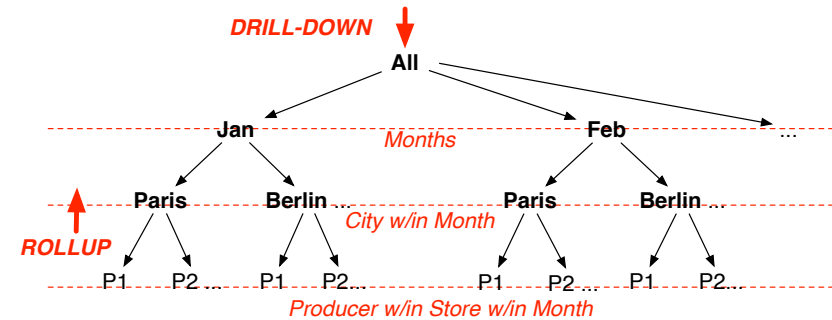 DRILL-DOWN
All
Jan Feb ...
Months
Paris Berlin ... Paris Berlin ...
City w/in Month
ROLLUP
P1 P2 ... P1 P2... P1 P2 ... P1 P2...
Producer w/in Store w/in Month